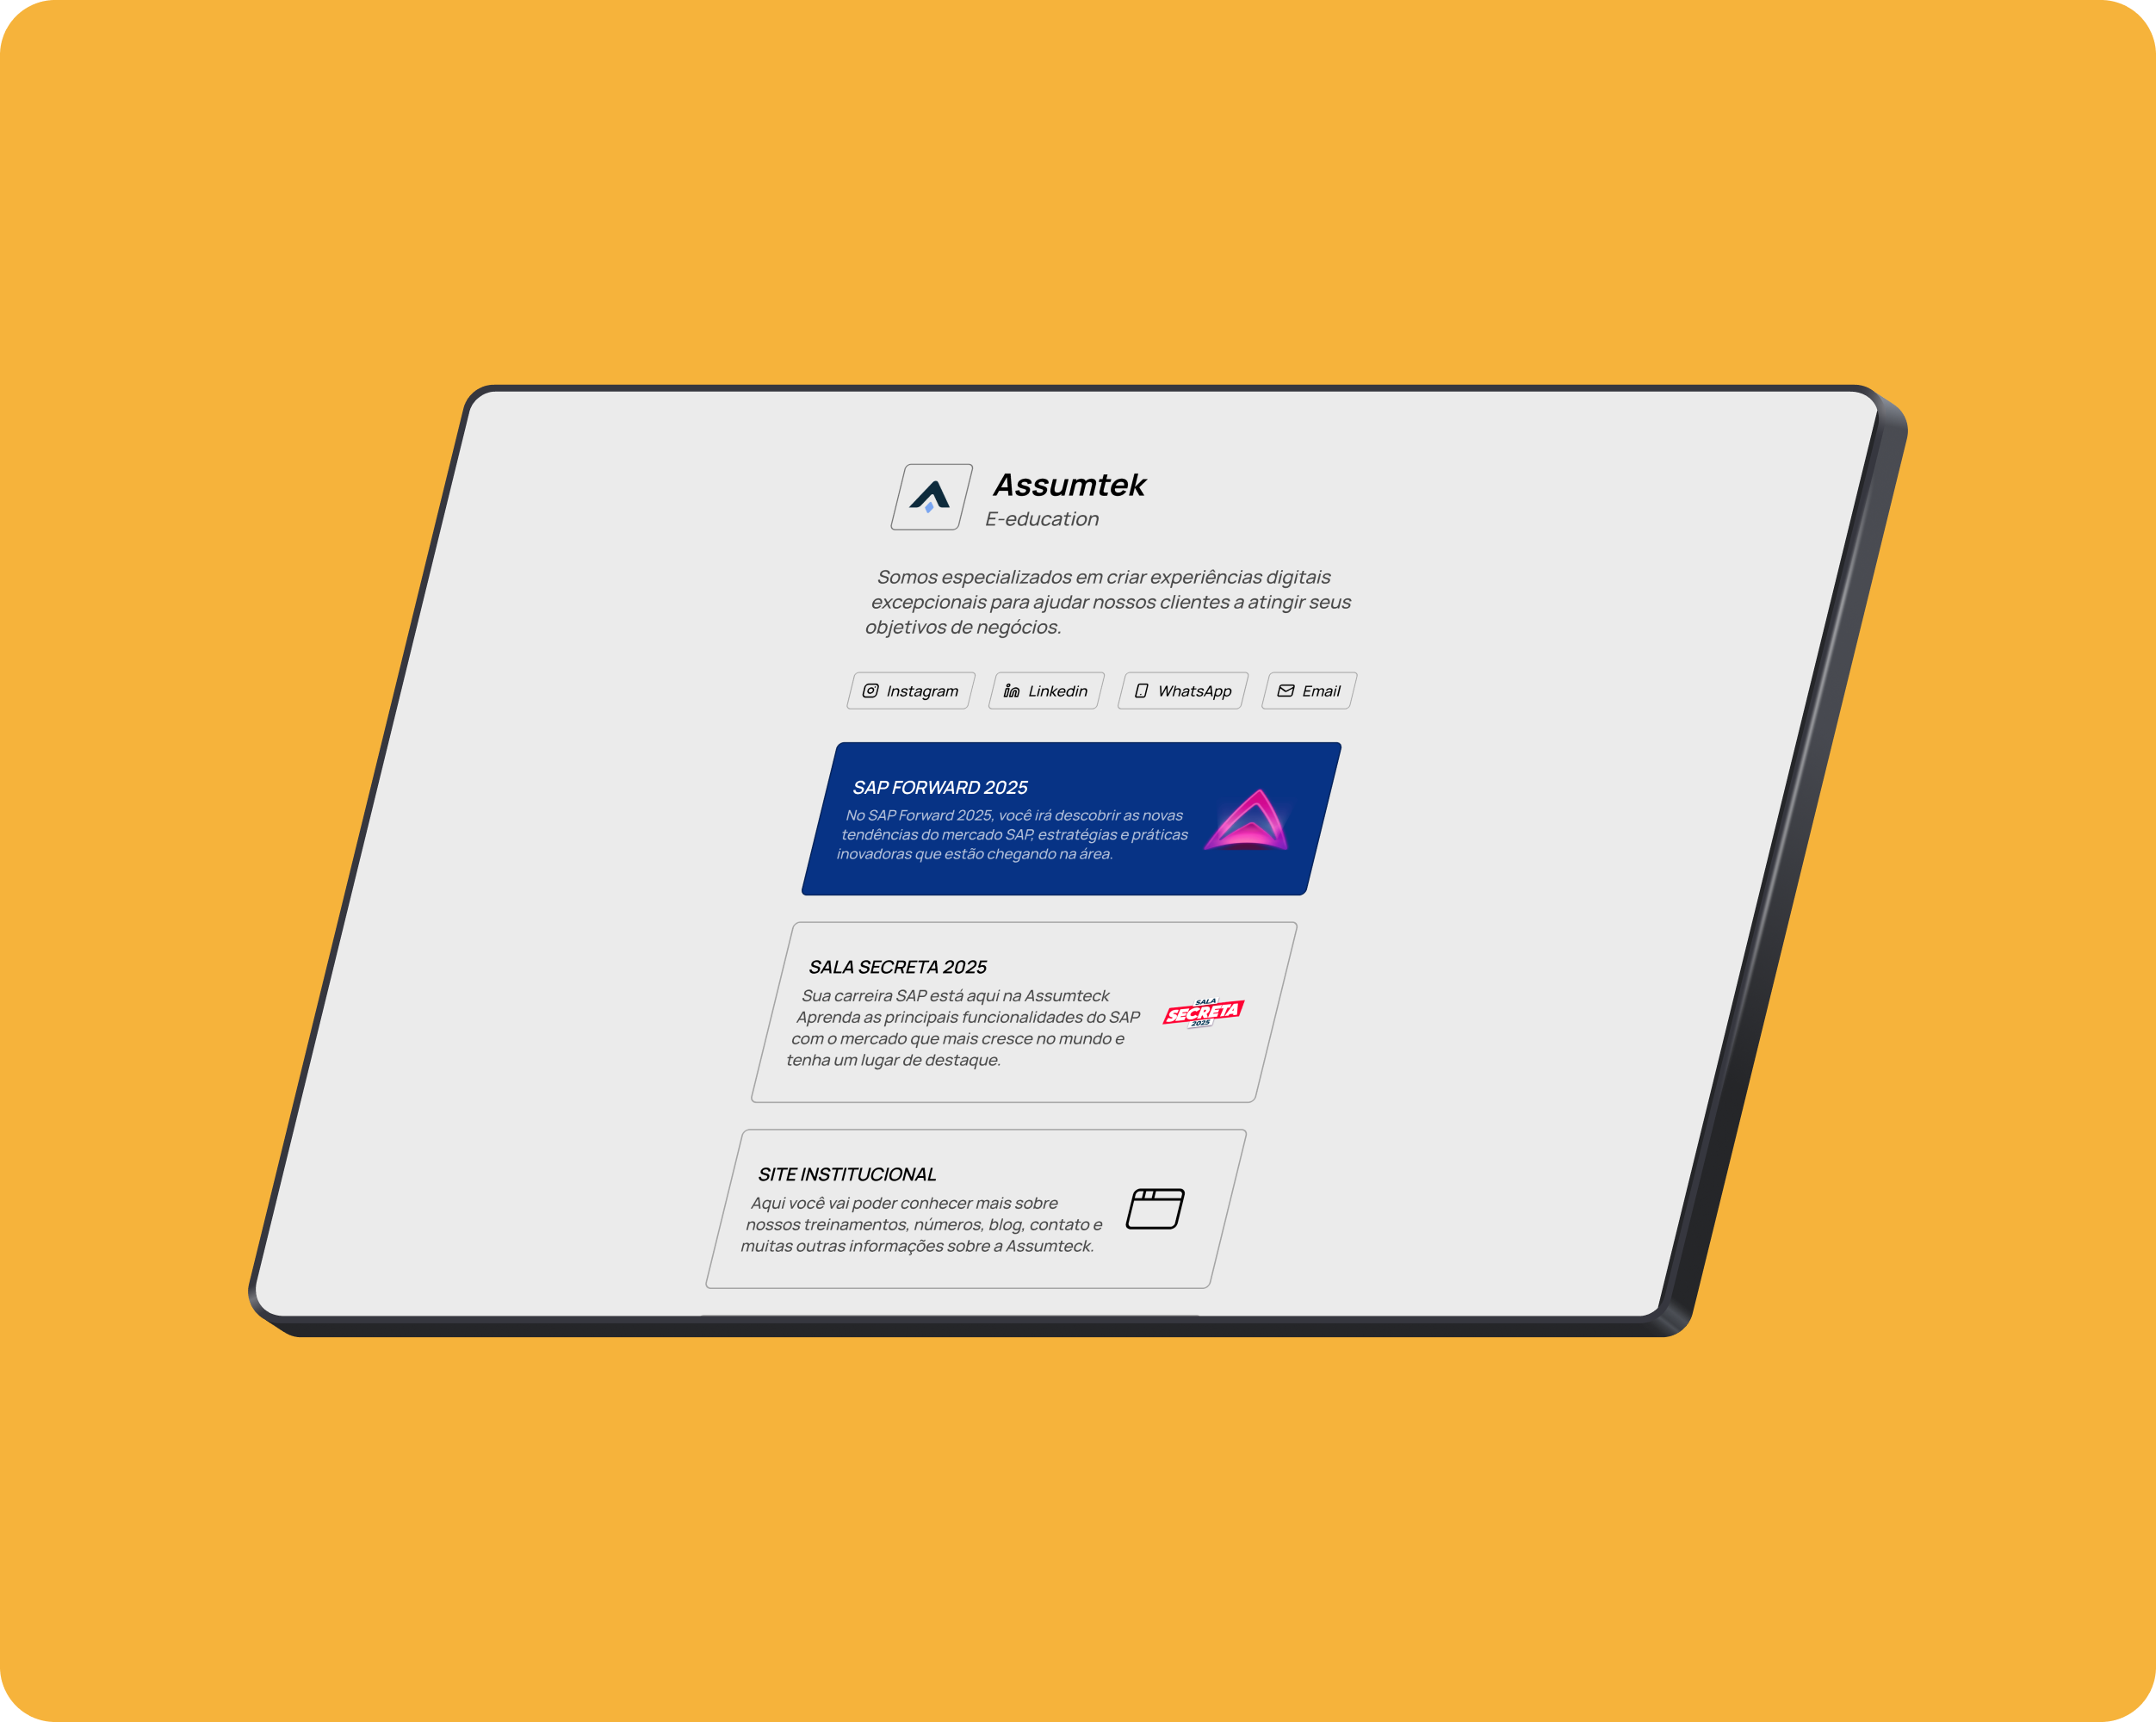 Assumtek
E-education
Somos especializados em criar experiências digitais
excepcionais para ajudar nossos clientes a atingir seus
objetivos de negócios.
Instagram
Linkedin
WhatsApp
Email
SAP FORWARD 2025
No SAP Forward 2025, você irá descobrir as novas
tendências do mercado SAP, estratégias e práticas
inovadoras que estão chegando na área.
SALA SECRETA 2025
Sua carreira SAP está aqui na Assumteck
Aprenda as principais funcionalidades do SAP
com o mercado que mais cresce no mundo e
tenha um lugar de destaque.
SALA
SECRETA
2025
SITE INSTITUCIONAL
Aqui você vai poder conhecer mais sobre
nossos treinamentos, números, blog, contato e
muitas outras informações sobre a Assumteck.